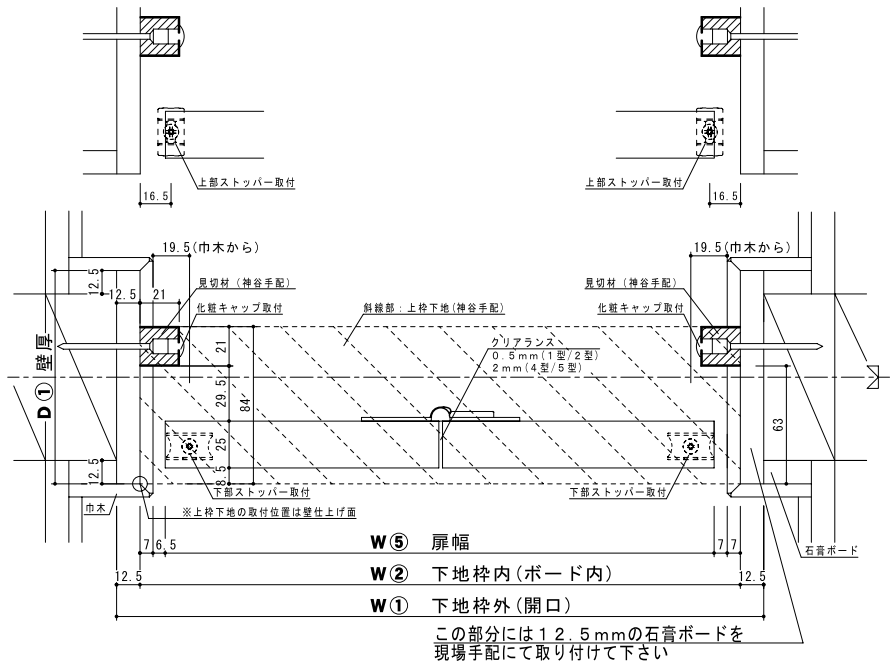 上部ストッパー取付
上部ストッパー取付
16.5
16.5
19.5(巾木から)
19.5(巾木から)
12.5
見切材（神谷手配）
見切材（神谷手配）
12.5
21
化粧キャップ取付
斜線部：上枠下地(神谷手配)
化粧キャップ取付
クリアランス
0.5mm(1型/2型)
2mm(4型/5型)
D① 壁厚
21
29.5
84
25
8.5
63
12.5
下部ストッパー取付
下部ストッパー取付
巾木
※上枠下地の取付位置は壁仕上げ面
石膏ボード
7
6.5
W⑤ 扉幅
7
7
12.5
W② 下地枠内(ボード内)
12.5
W① 下地枠外(開口)
この部分には１２.５mmの石膏ボードを
現場手配にて取り付けて下さい